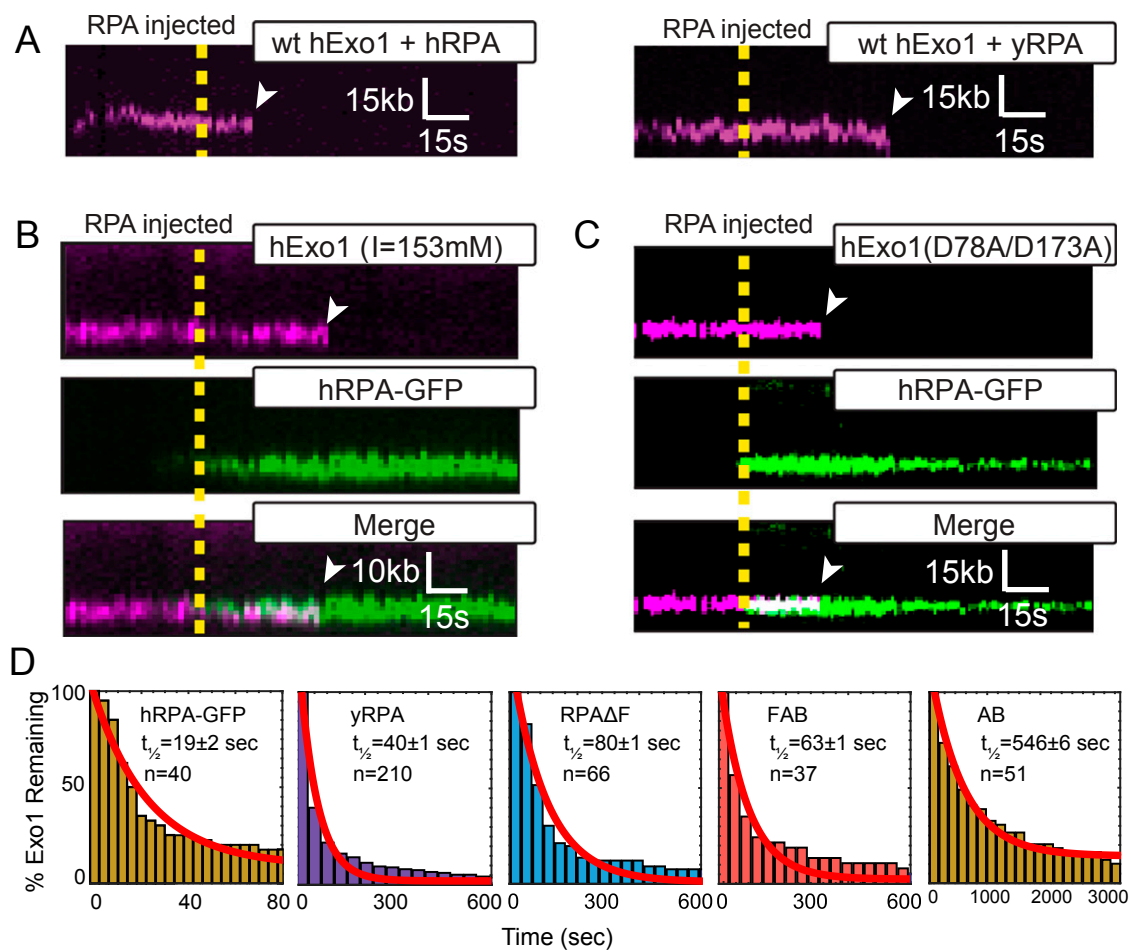 A
RPA injected
wt hExo1 + hRPA
15kb
15s
RPA injected
wt hExo1 + yRPA
15kb
15s
B
RPA injected
hExo1 (I=153mM)
hRPA-GFP
Merge
10kb
15s
C
RPA injected
hExo1(D78A/D173A)
hRPA-GFP
Merge
15kb
15s
D
% Exo1 Remaining
100
50
0
hRPA-GFP
t½=19±2 sec
n=40
0 40 80
yRPA
t½=40±1 sec
n=210
0 300 600
RPAΔF
t½=80±1 sec
n=66
0 300 600
FAB
t½=63±1 sec
n=37
0 300 600
AB
t½=546±6 sec
n=51
0 1000 2000 3000
Time (sec)